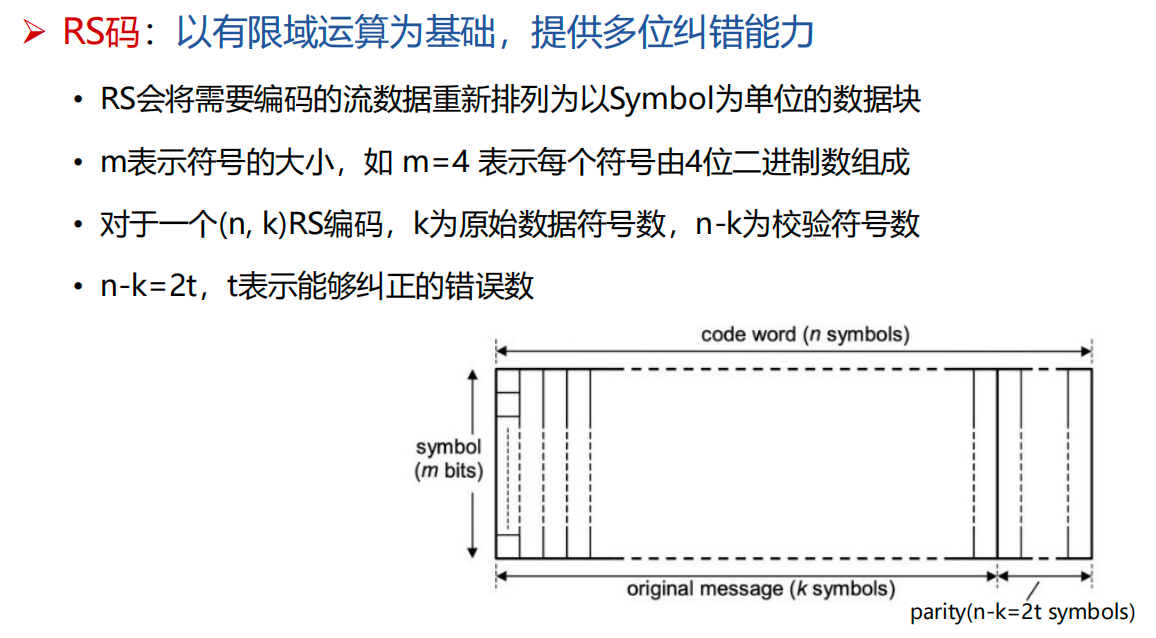 ➢ RS码：以有限域运算为基础，提供多位纠错能力
• RS会将需要编码的流数据重新排列为以Symbol为单位的数据块
• m表示符号的大小，如 m=4 表示每个符号由4位二进制数组成
• 对于一个(n, k)RS编码，k为原始数据符号数，n-k为校验符号数
• n-k=2t，t表示能够纠正的错误数
code word (n symbols)
symbol
(m bits)
original message (k symbols)
parity(n-k=2t symbols)